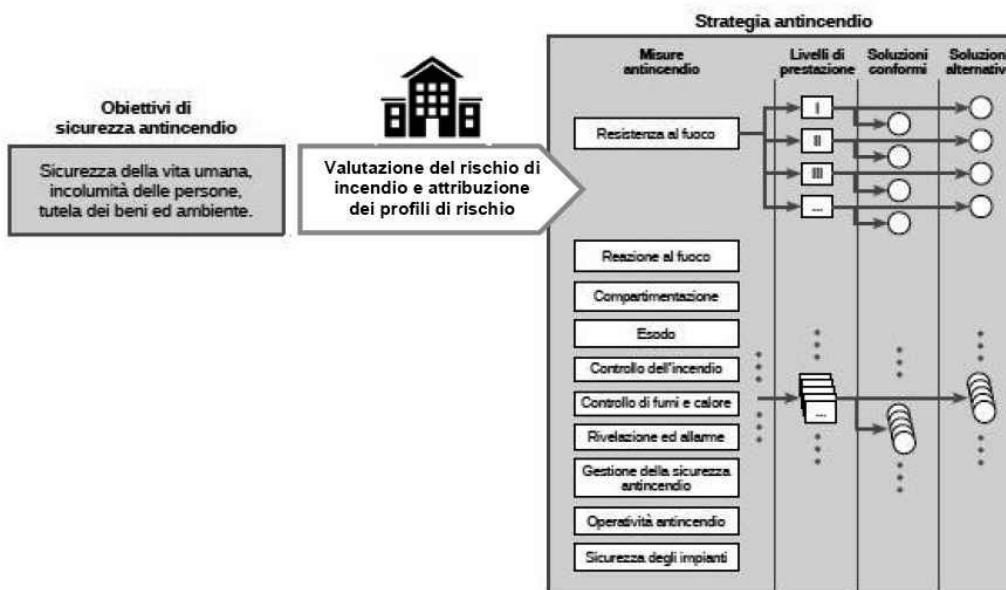 Strategia antincendio
Misure
antincendio
Livelli di
prestazione
Soluzioni
conformi
Soluzioni
alternativ
Obiettivi di
sicurezza antincendio
Sicurezza della vita umana,
incolumità delle persone,
tutela dei beni ed ambiente.
Valutazione del rischio di
incendio e attribuzione
dei profili di rischio
Resistenza al fuoco
I
II
III
...
Reazione al fuoco
Compartimentazione
Esodo
Controllo dell'incendio
Controllo di fumi e calore
Rivelazione ed allarme
Gestione della sicurezza
antincendio
Operatività antincendio
Sicurezza degli impianti
...